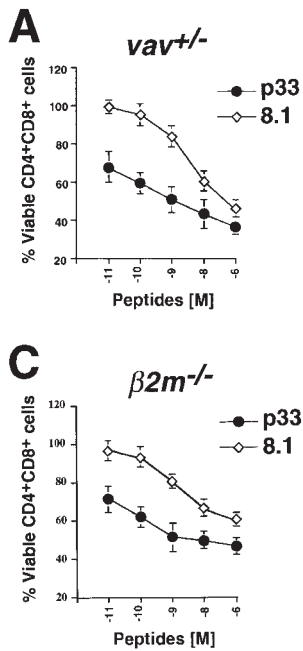 A
vav+/-
p33
8.1
% Viable CD4+CD8+ cells
120
100
80
60
40
20
-11
-10
-9
-8
-6
Peptides [M]
C
β2m-/-
p33
8.1
% Viable CD4+CD8+ cells
120
100
80
60
40
20
-11
-10
-9
-8
-6
Peptides [M]